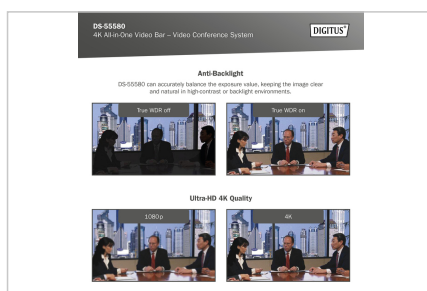 DS-55580
4K All-in-One Video Bar – Video Conference System
DIGITUS®
Anti-Backlight
DS-55580 can accurately balance the exposure value, keeping the image clear
and natural in high-contrast or backlight environments.
True WDR off
True WDR on
Ultra-HD 4K Quality
1080p
4K